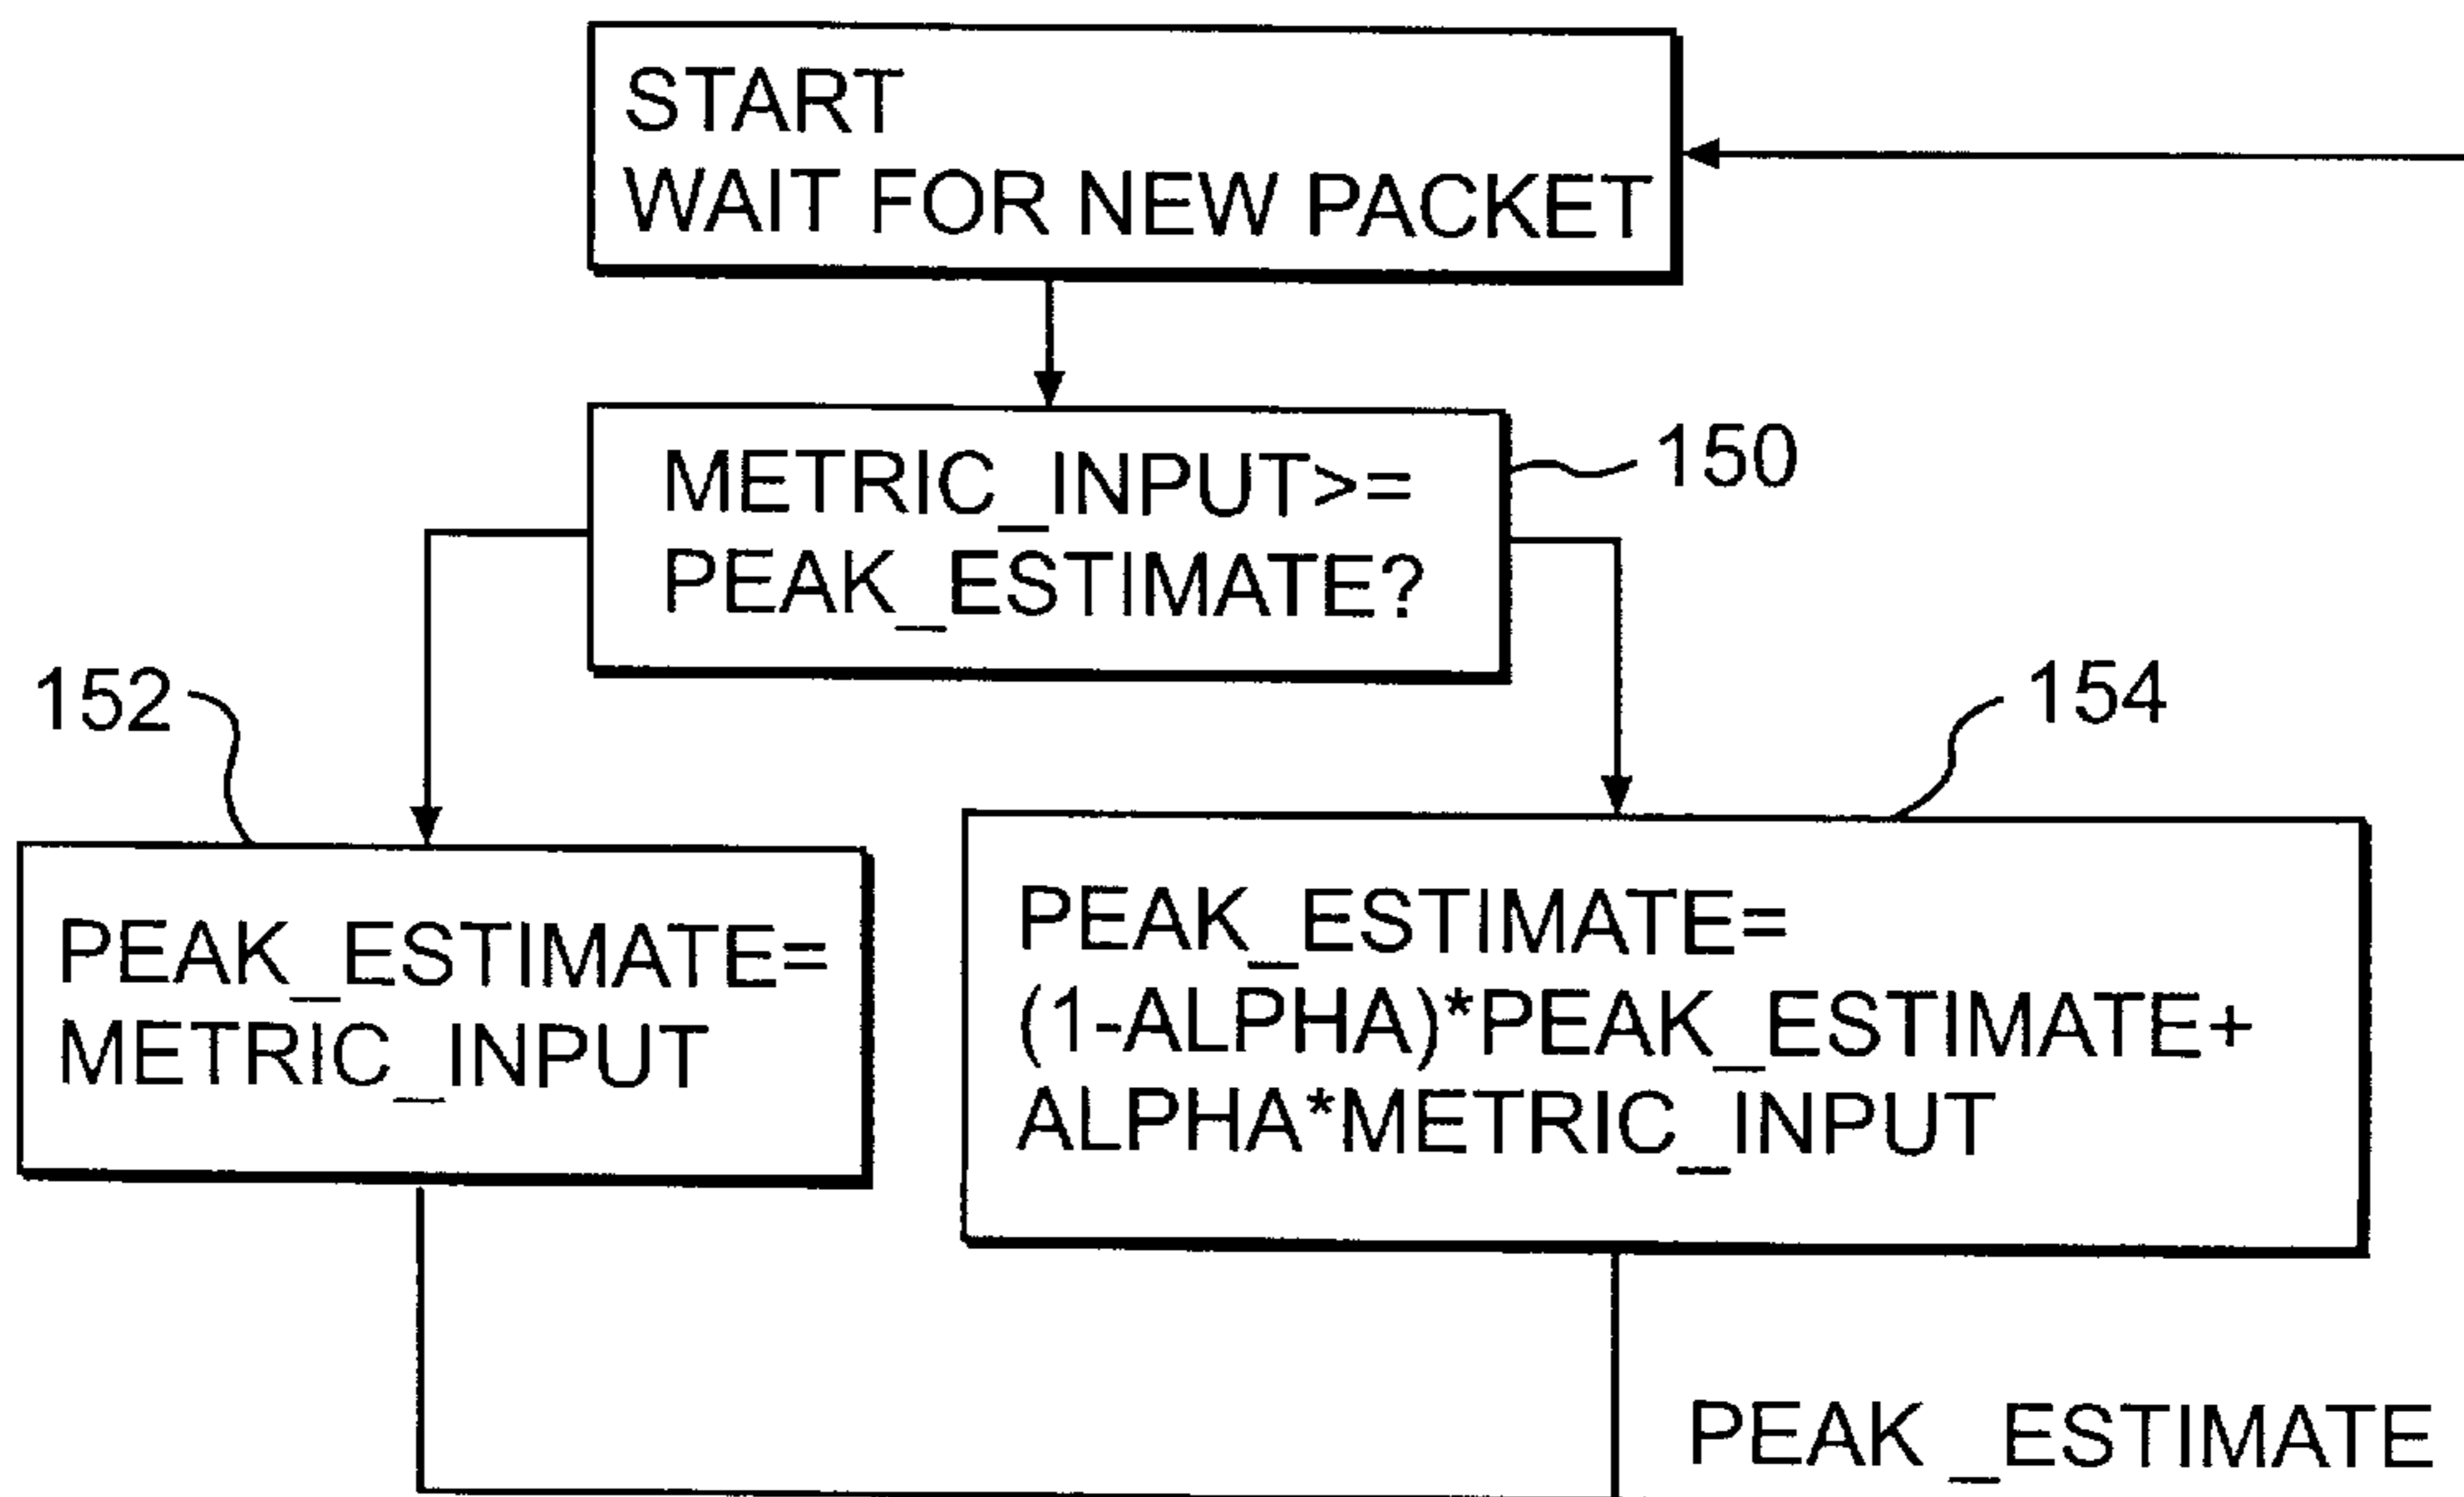 START
WAIT FOR NEW PACKET
METRIC_INPUT>=
PEAK_ESTIMATE?
150
152
154
PEAK_ESTIMATE=
METRIC_INPUT
PEAK_ESTIMATE=
(1-ALPHA)*PEAK_ESTIMATE+
ALPHA*METRIC_INPUT
PEAK _ESTIMATE